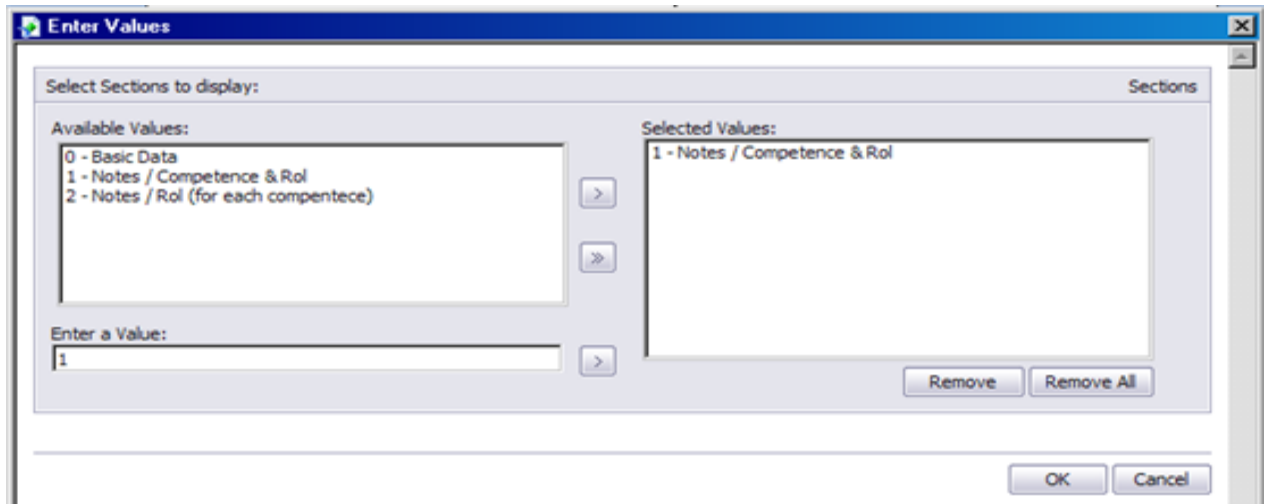 Enter Values
Select Sections to display:
Sections
Available Values:
0 - Basic Data
1 - Notes / Competence & Rol
2 - Notes / Rol (for each compentece)
>
>>
Selected Values:
1 - Notes / Competence & Rol
Enter a Value:
1
>
Remove
Remove All
OK
Cancel